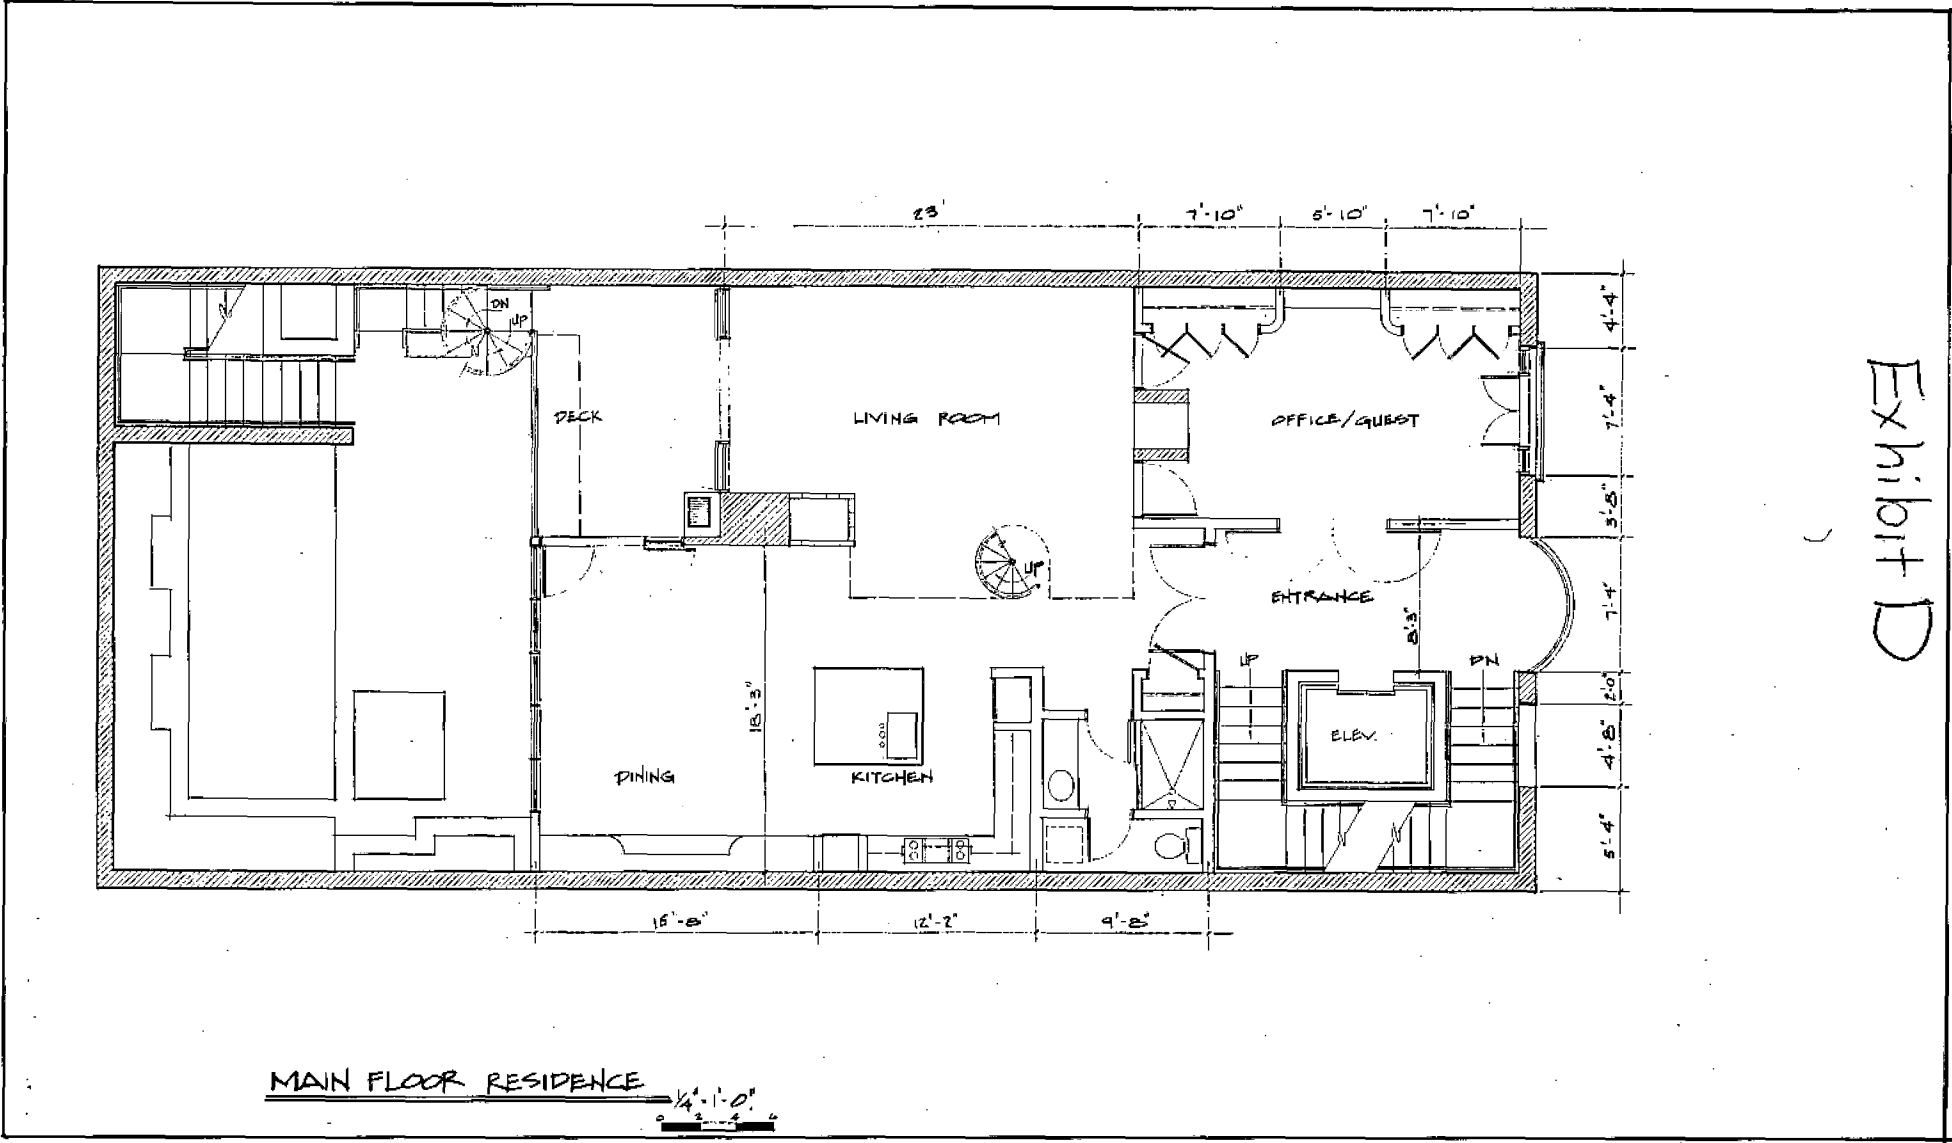 23' 7'-10" 5'-10" 7'-10"
4'-4"
7'-4"
3'-8"
7'-4"
2'-0"
4'-8"
5'-4"
DN
UP
DECK
LIVING ROOM
OFFICE/GUEST
UP
ENTRANCE
8'-3"
UP
DN
18'-3"
ELEV.
DINING
KITCHEN
15'-8" 12'-2" 9'-8"
MAIN FLOOR RESIDENCE
1/4" - 1'-0"
0 2 4 6
Exhibit D